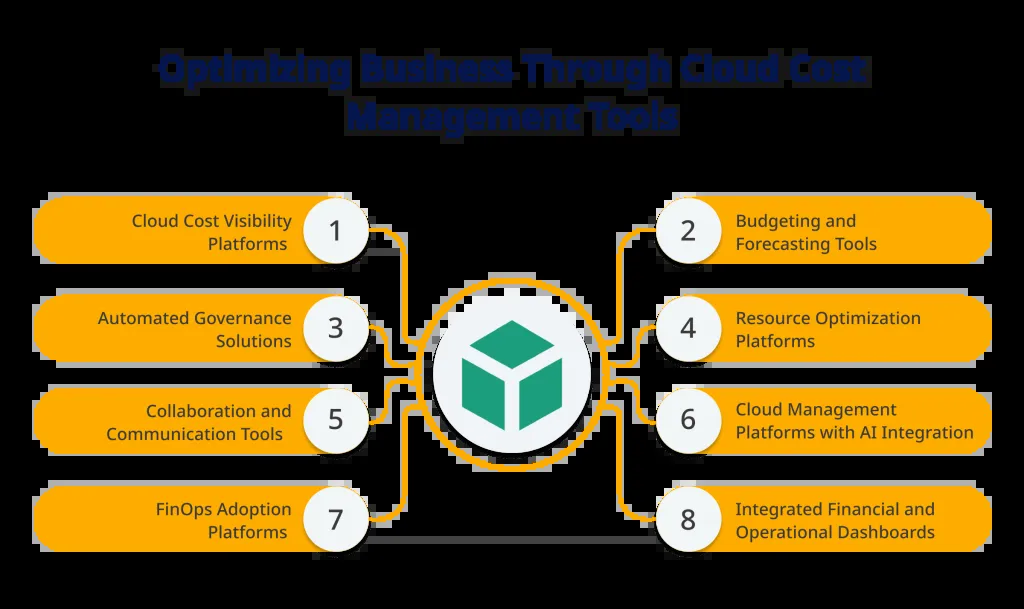 Optimizing Business Through Cloud Cost
Management Tools
Cloud Cost Visibility
Platforms
1
2
Budgeting and
Forecasting Tools
Automated Governance
Solutions
3
4
Resource Optimization
Platforms
Collaboration and
Communication Tools
5
6
Cloud Management
Platforms with AI Integration
FinOps Adoption
Platforms
7
8
Integrated Financial and
Operational Dashboards